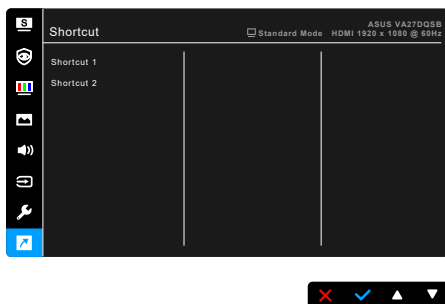 S
Shortcut
Standard Mode
ASUS VA27DQSB
HDMI 1920 x 1080 @ 60Hz
Shortcut 1
Shortcut 2